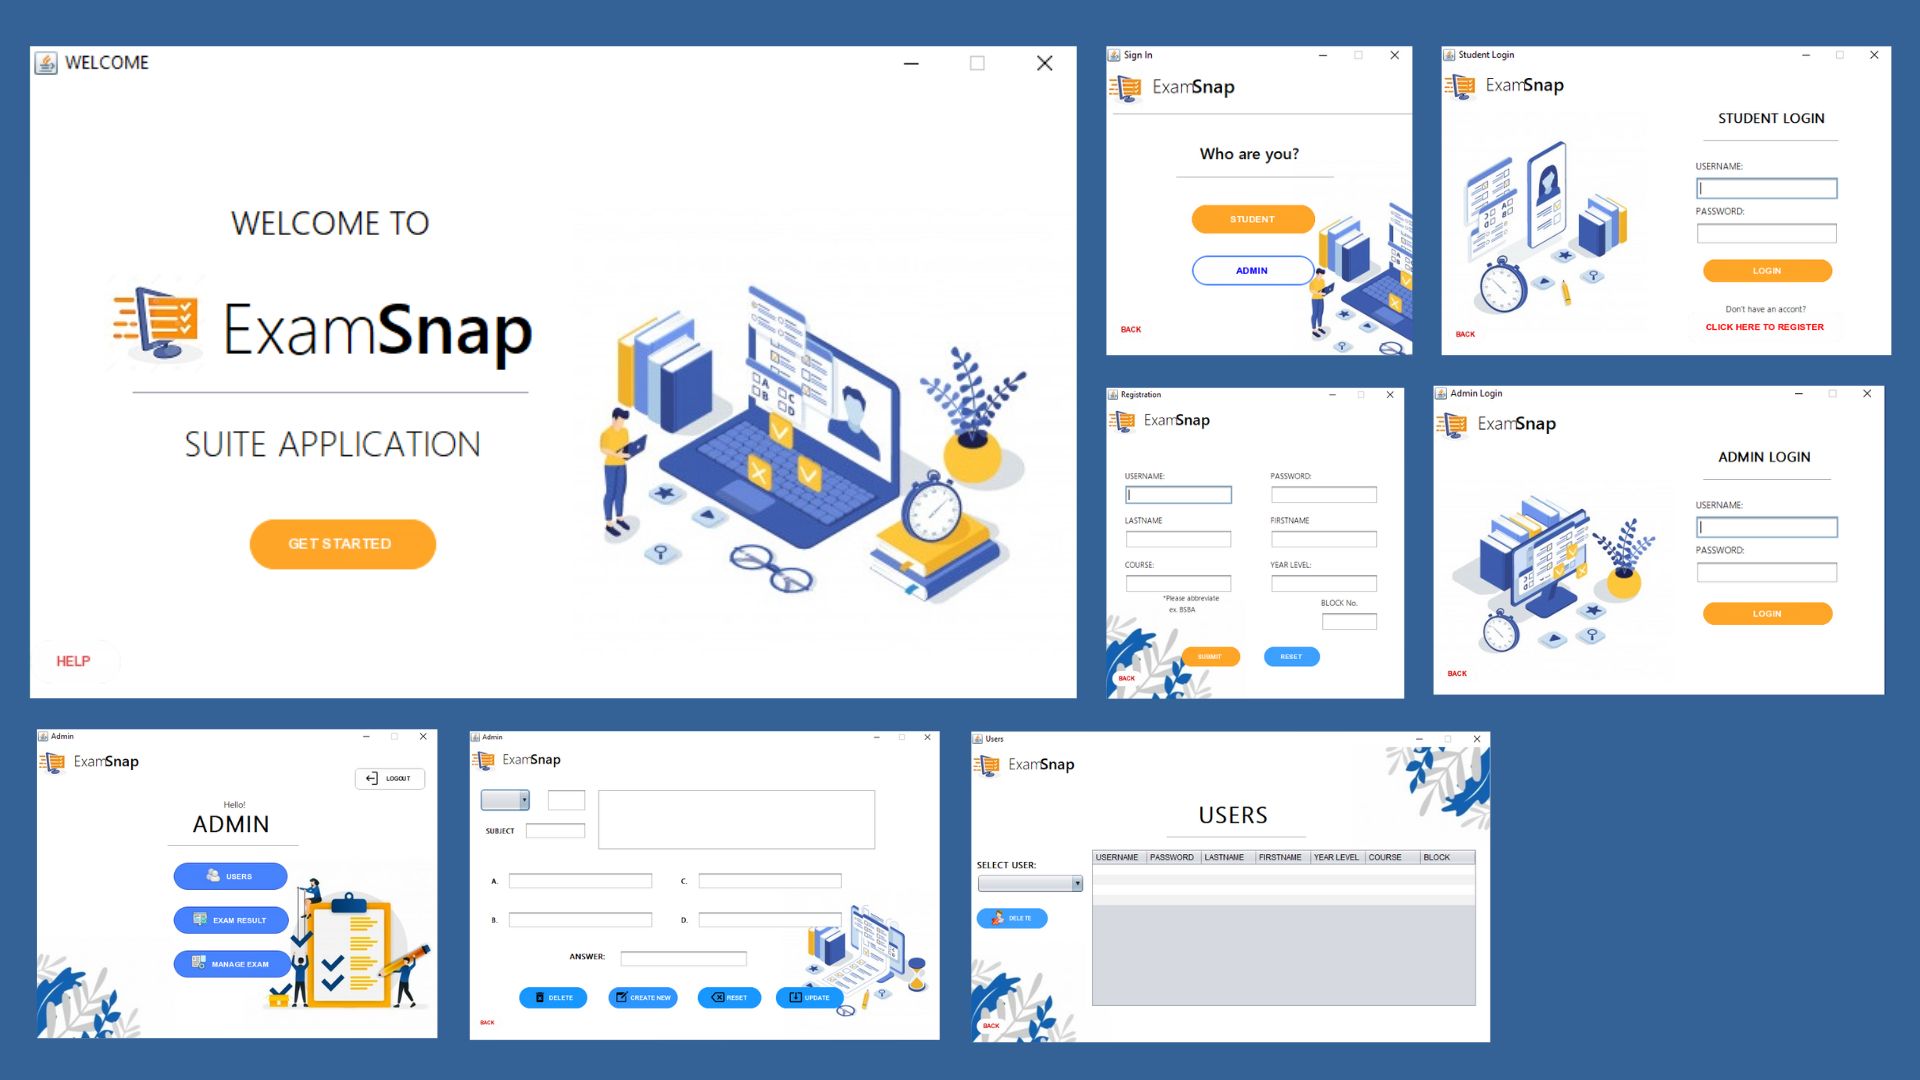 WELCOME
WELCOME TO
ExamSnap
SUITE APPLICATION
GET STARTED
HELP
A
B
C
D
Sign In
ExamSnap
Who are you?
STUDENT
ADMIN
BACK
Student Login
ExamSnap
STUDENT LOGIN
USERNAME:
PASSWORD:
LOGIN
Don't have an accont?
CLICK HERE TO REGISTER
BACK
Registration
ExamSnap
USERNAME: PASSWORD:
LASTNAME FIRSTNAME
COURSE: YEAR LEVEL:
*Please abbreviate
ex. BSBA
BLOCK No.
SUBMIT RESET
BACK
Admin Login
ExamSnap
ADMIN LOGIN
USERNAME:
PASSWORD:
LOGIN
BACK
Admin
ExamSnap
LOGOUT
Hello!
ADMIN
USERS
EXAM RESULT
MANAGE EXAM
Admin
ExamSnap
SUBJECT
A. C.
B. D.
ANSWER:
DELETE CREATE NEW RESET UPDATE
BACK
Users
ExamSnap
USERS
SELECT USER:
DELETE
USERNAME PASSWORD LASTNAME FIRSTNAME YEAR LEVEL COURSE BLOCK
BACK